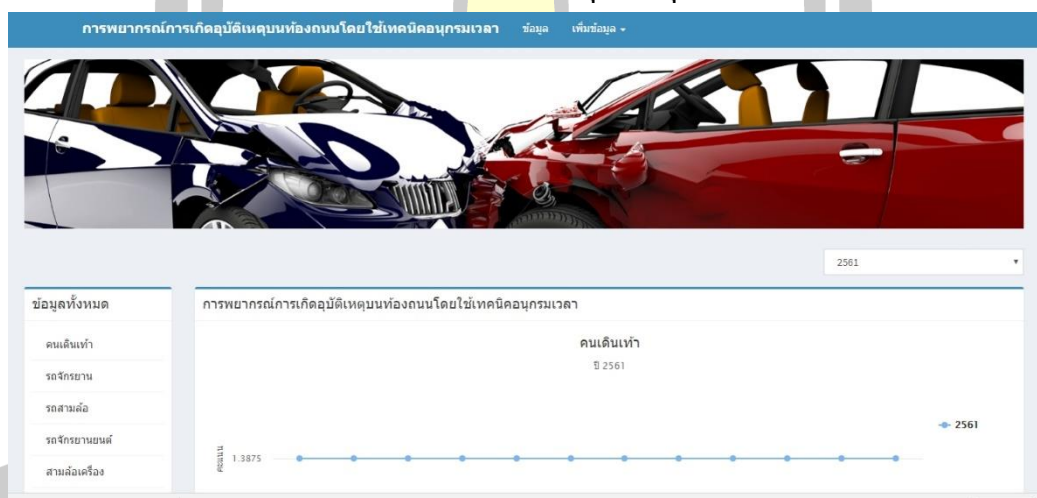 การพยากรณ์การเกิดอุบัติเหตุบนท้องถนนโดยใช้เทคนิคอนุกรมเวลา ข้อมูล เพิ่มข้อมูล
2561
ข้อมูลทั้งหมด
คนเดินเท้า
รถจักรยาน
รถสามล้อ
รถจักรยานยนต์
สามล้อเครื่อง
การพยากรณ์การเกิดอุบัติเหตุบนท้องถนนโดยใช้เทคนิคอนุกรมเวลา
คนเดินเท้า
ปี 2561
คะแนน
1.3875
2561